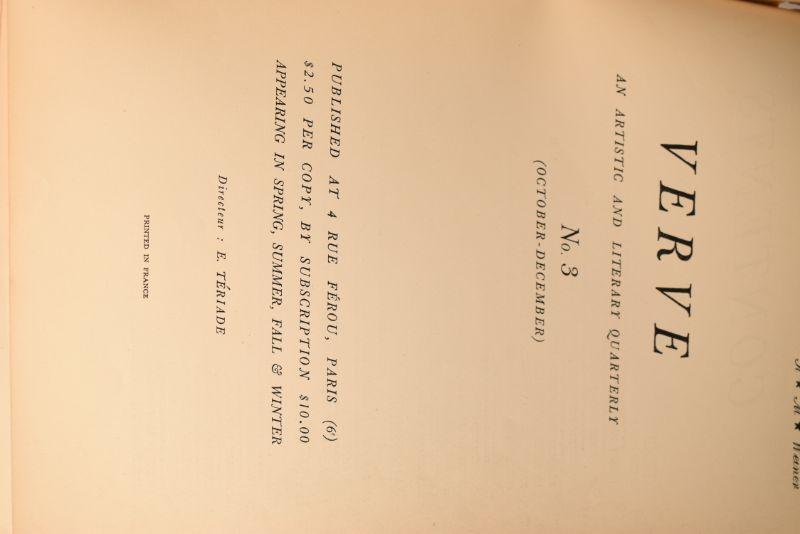 VERVE
AN ARTISTIC AND LITERARY QUARTERLY
No. 3
(OCTOBER-DECEMBER)
PUBLISHED AT 4 RUE FÉROU, PARIS (6e)
$2.50 PER COPY, BY SUBSCRIPTION $10.00
APPEARING IN SPRING, SUMMER, FALL & WINTER
Directeur : E. TÉRIADE
PRINTED IN FRANCE